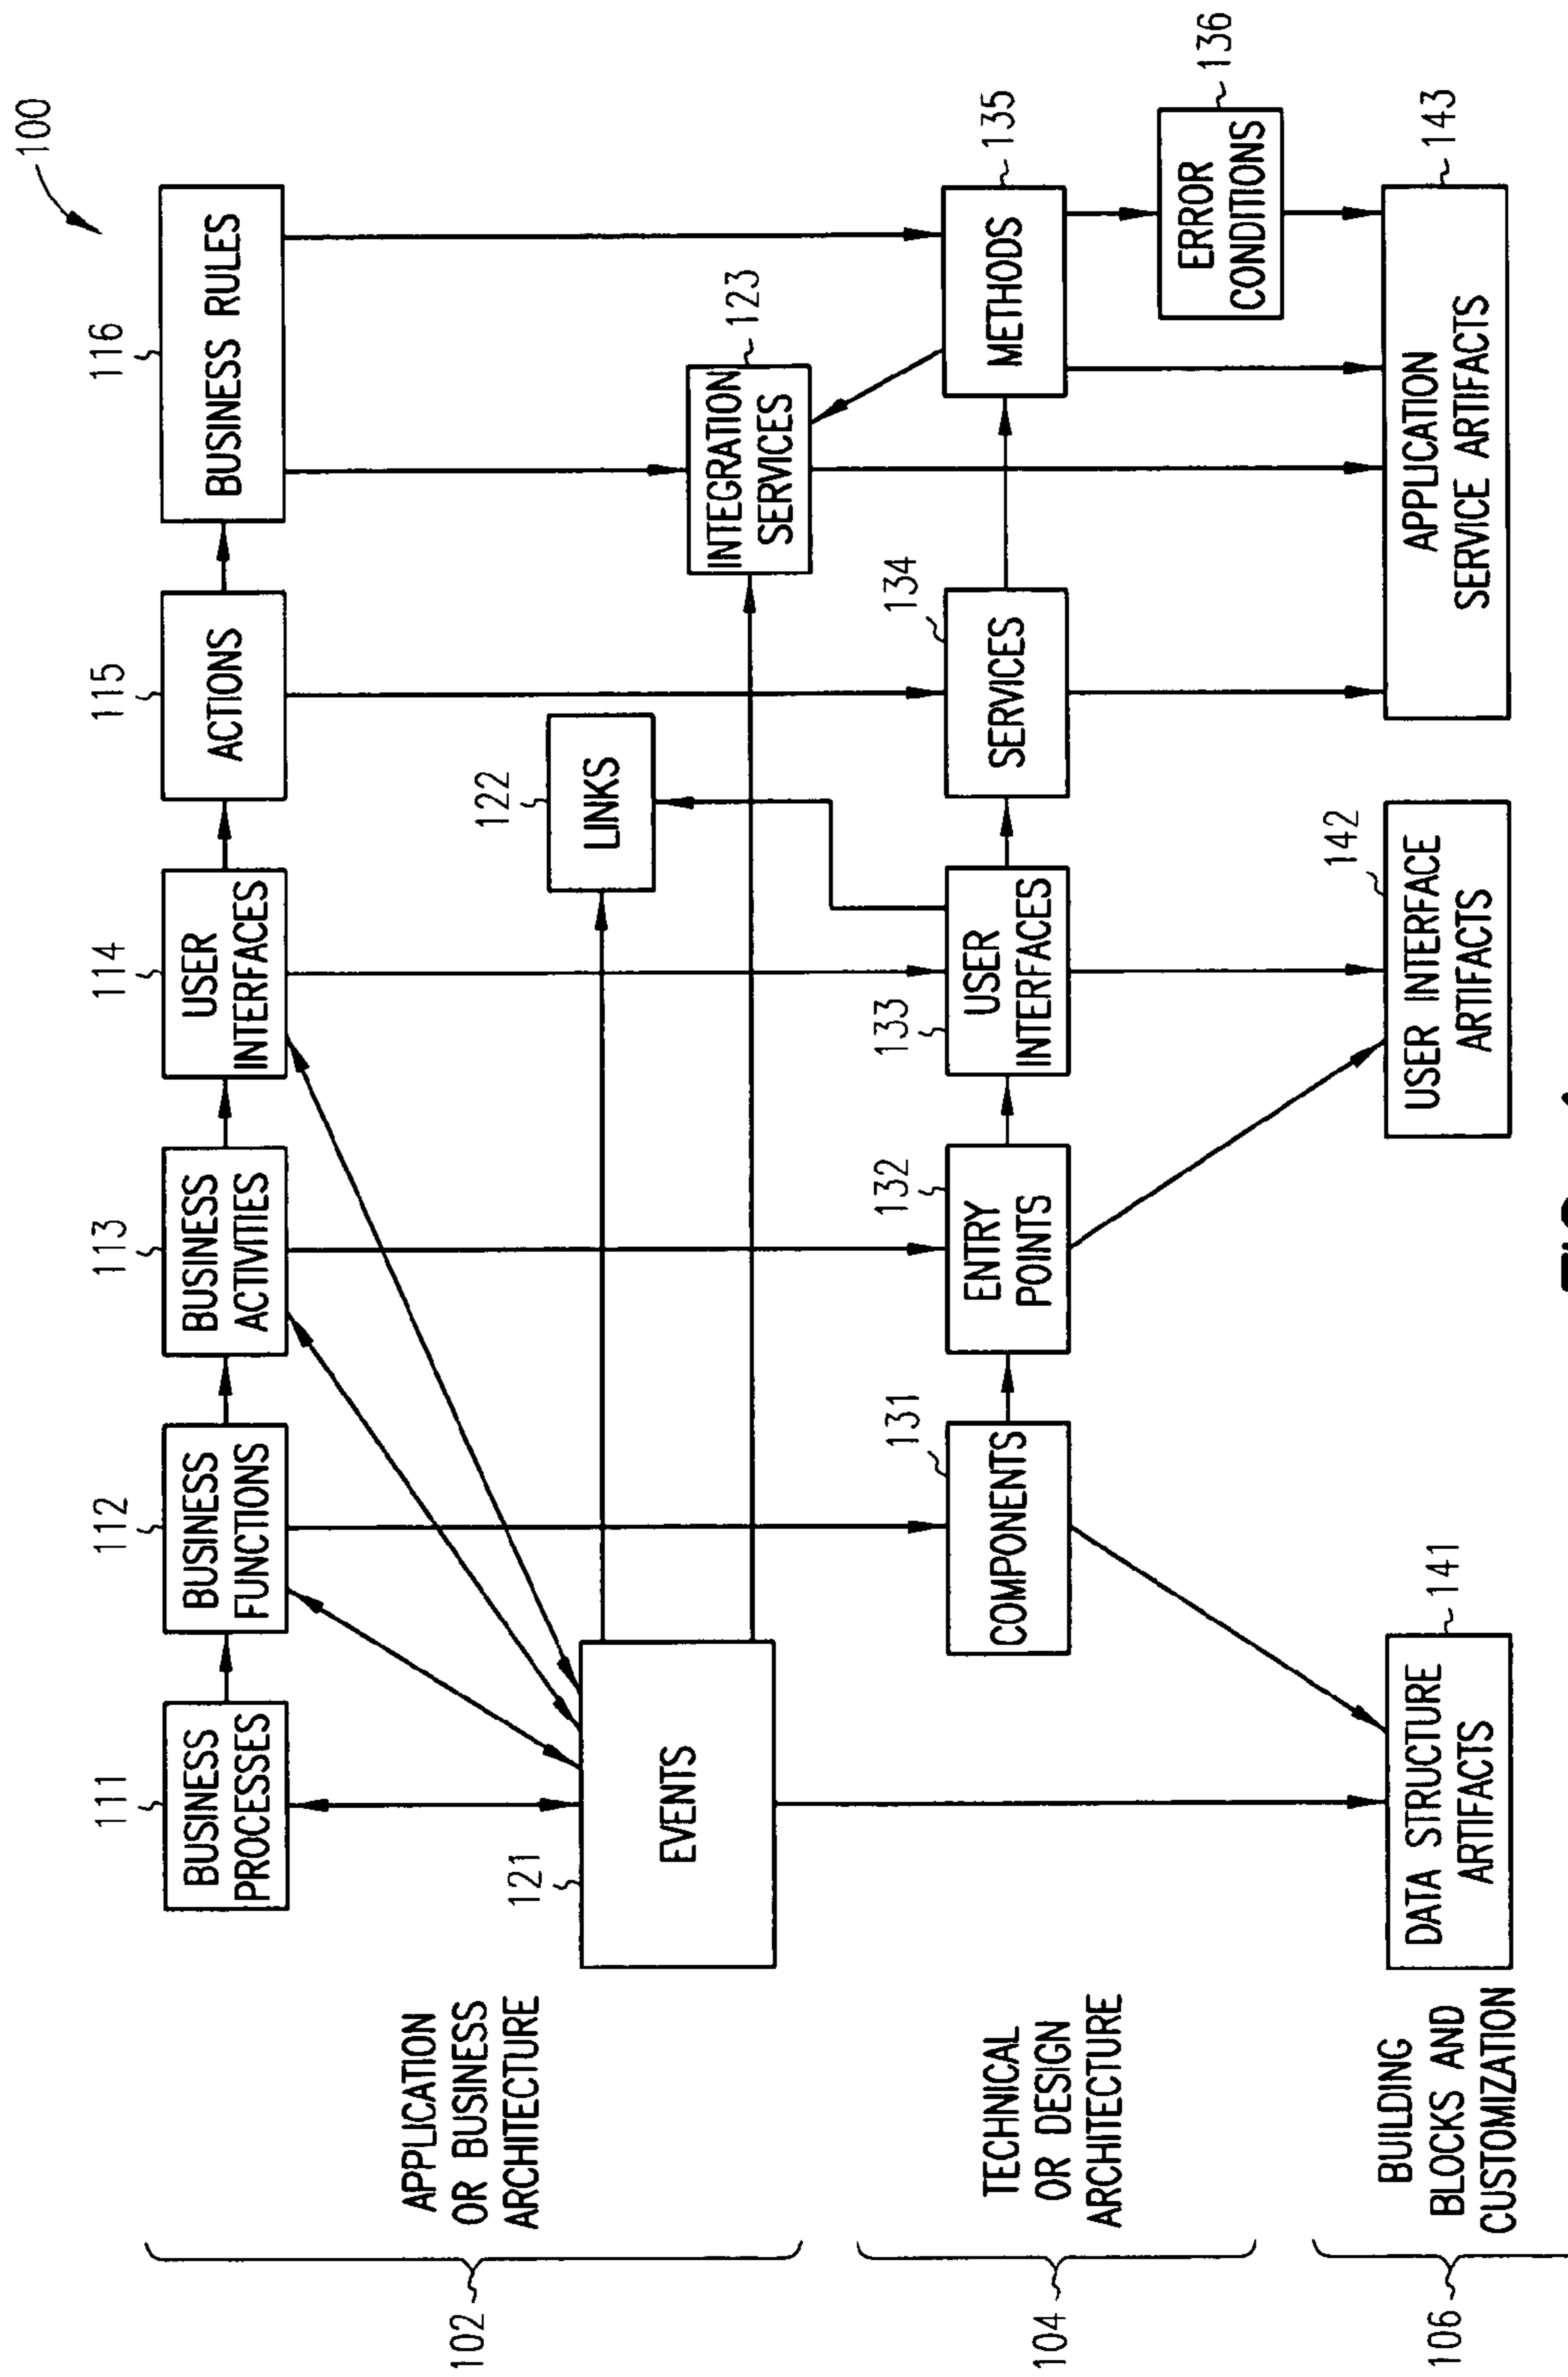 100
111
112
113
114
115
116
BUSINESS
PROCESSES
BUSINESS
FUNCTIONS
BUSINESS
ACTIVITIES
USER
INTERFACES
ACTIONS
BUSINESS RULES
102
APPLICATION
OR BUSINESS
ARCHITECTURE
121
EVENTS
122
LINKS
123
INTEGRATION
SERVICES
104
TECHNICAL
OR DESIGN
ARCHITECTURE
131
COMPONENTS
132
ENTRY
POINTS
133
USER
INTERFACES
134
SERVICES
135
METHODS
136
ERROR
CONDITIONS
106
BUILDING
BLOCKS AND
CUSTOMIZATION
141
DATA STRUCTURE
ARTIFACTS
142
USER INTERFACE
ARTIFACTS
143
APPLICATION
SERVICE ARTIFACTS